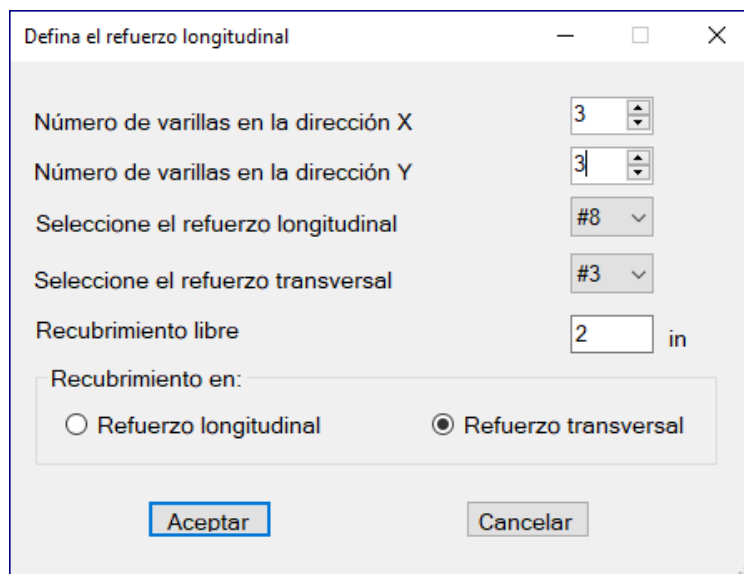 Defina el refuerzo longitudinal
Número de varillas en la dirección X 3
Número de varillas en la dirección Y 3
Seleccione el refuerzo longitudinal #8
Seleccione el refuerzo transversal #3
Recubrimiento libre 2 in
Recubrimiento en:
Refuerzo longitudinal Refuerzo transversal
Aceptar Cancelar